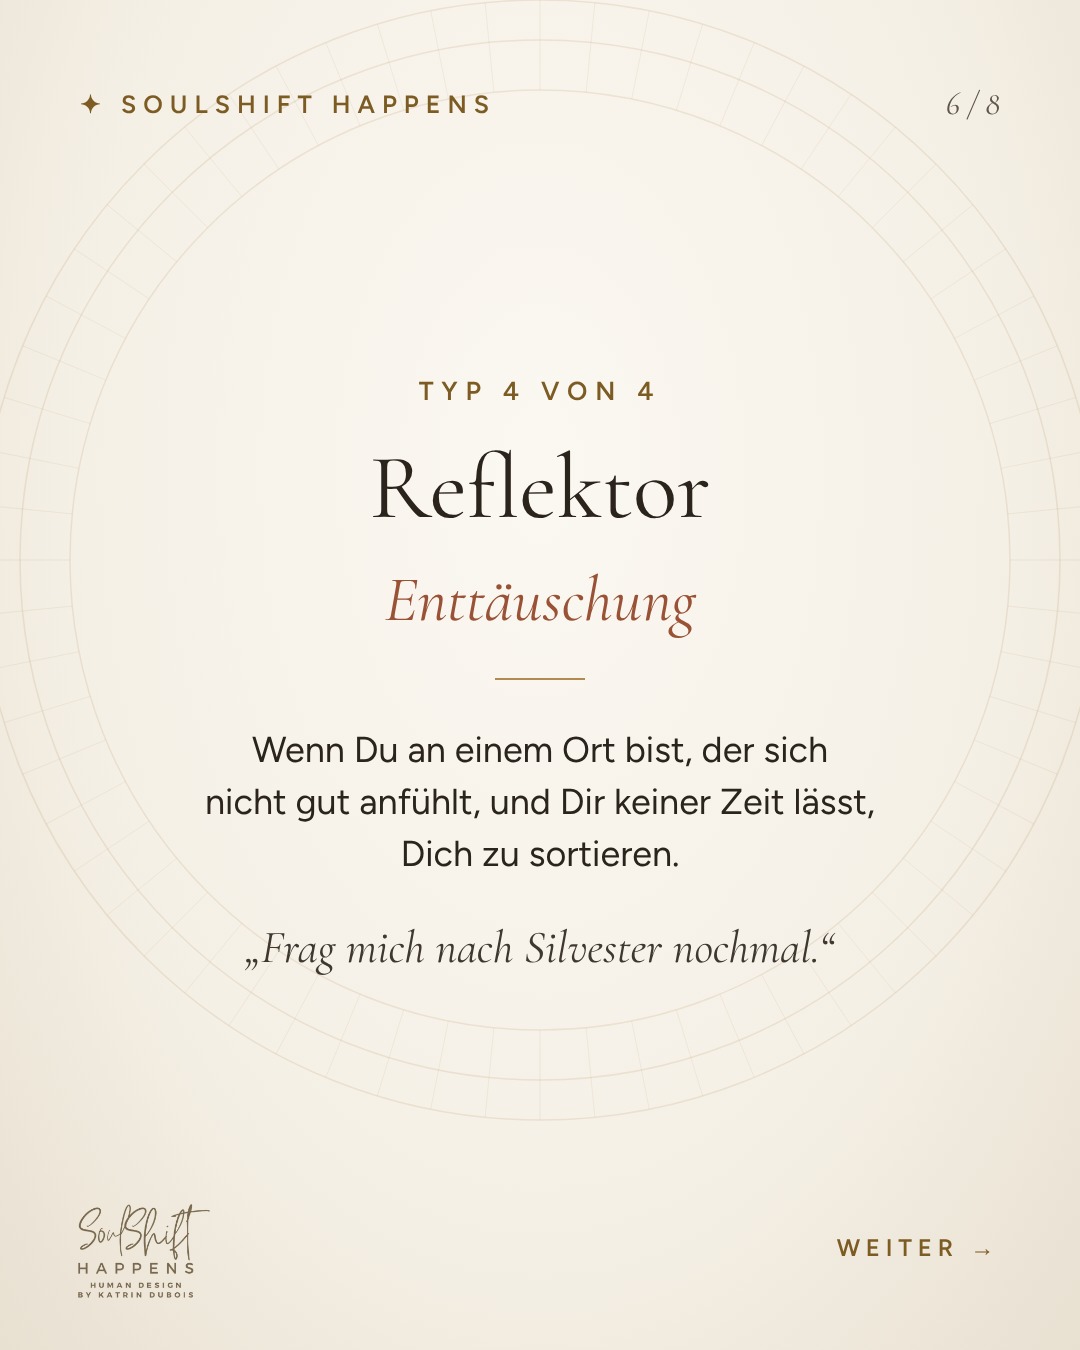 ✦ SOULSHIFT HAPPENS
6/8
TYP 4 VON 4
Reflektor
Enttäuschung
Wenn Du an einem Ort bist, der sich
nicht gut anfühlt, und Dir keiner Zeit lässt,
Dich zu sortieren.
„Frag mich nach Silvester nochmal.“
SoulShift
HAPPENS
HUMAN DESIGN
BY KATRIN DUBOIS
WEITER →